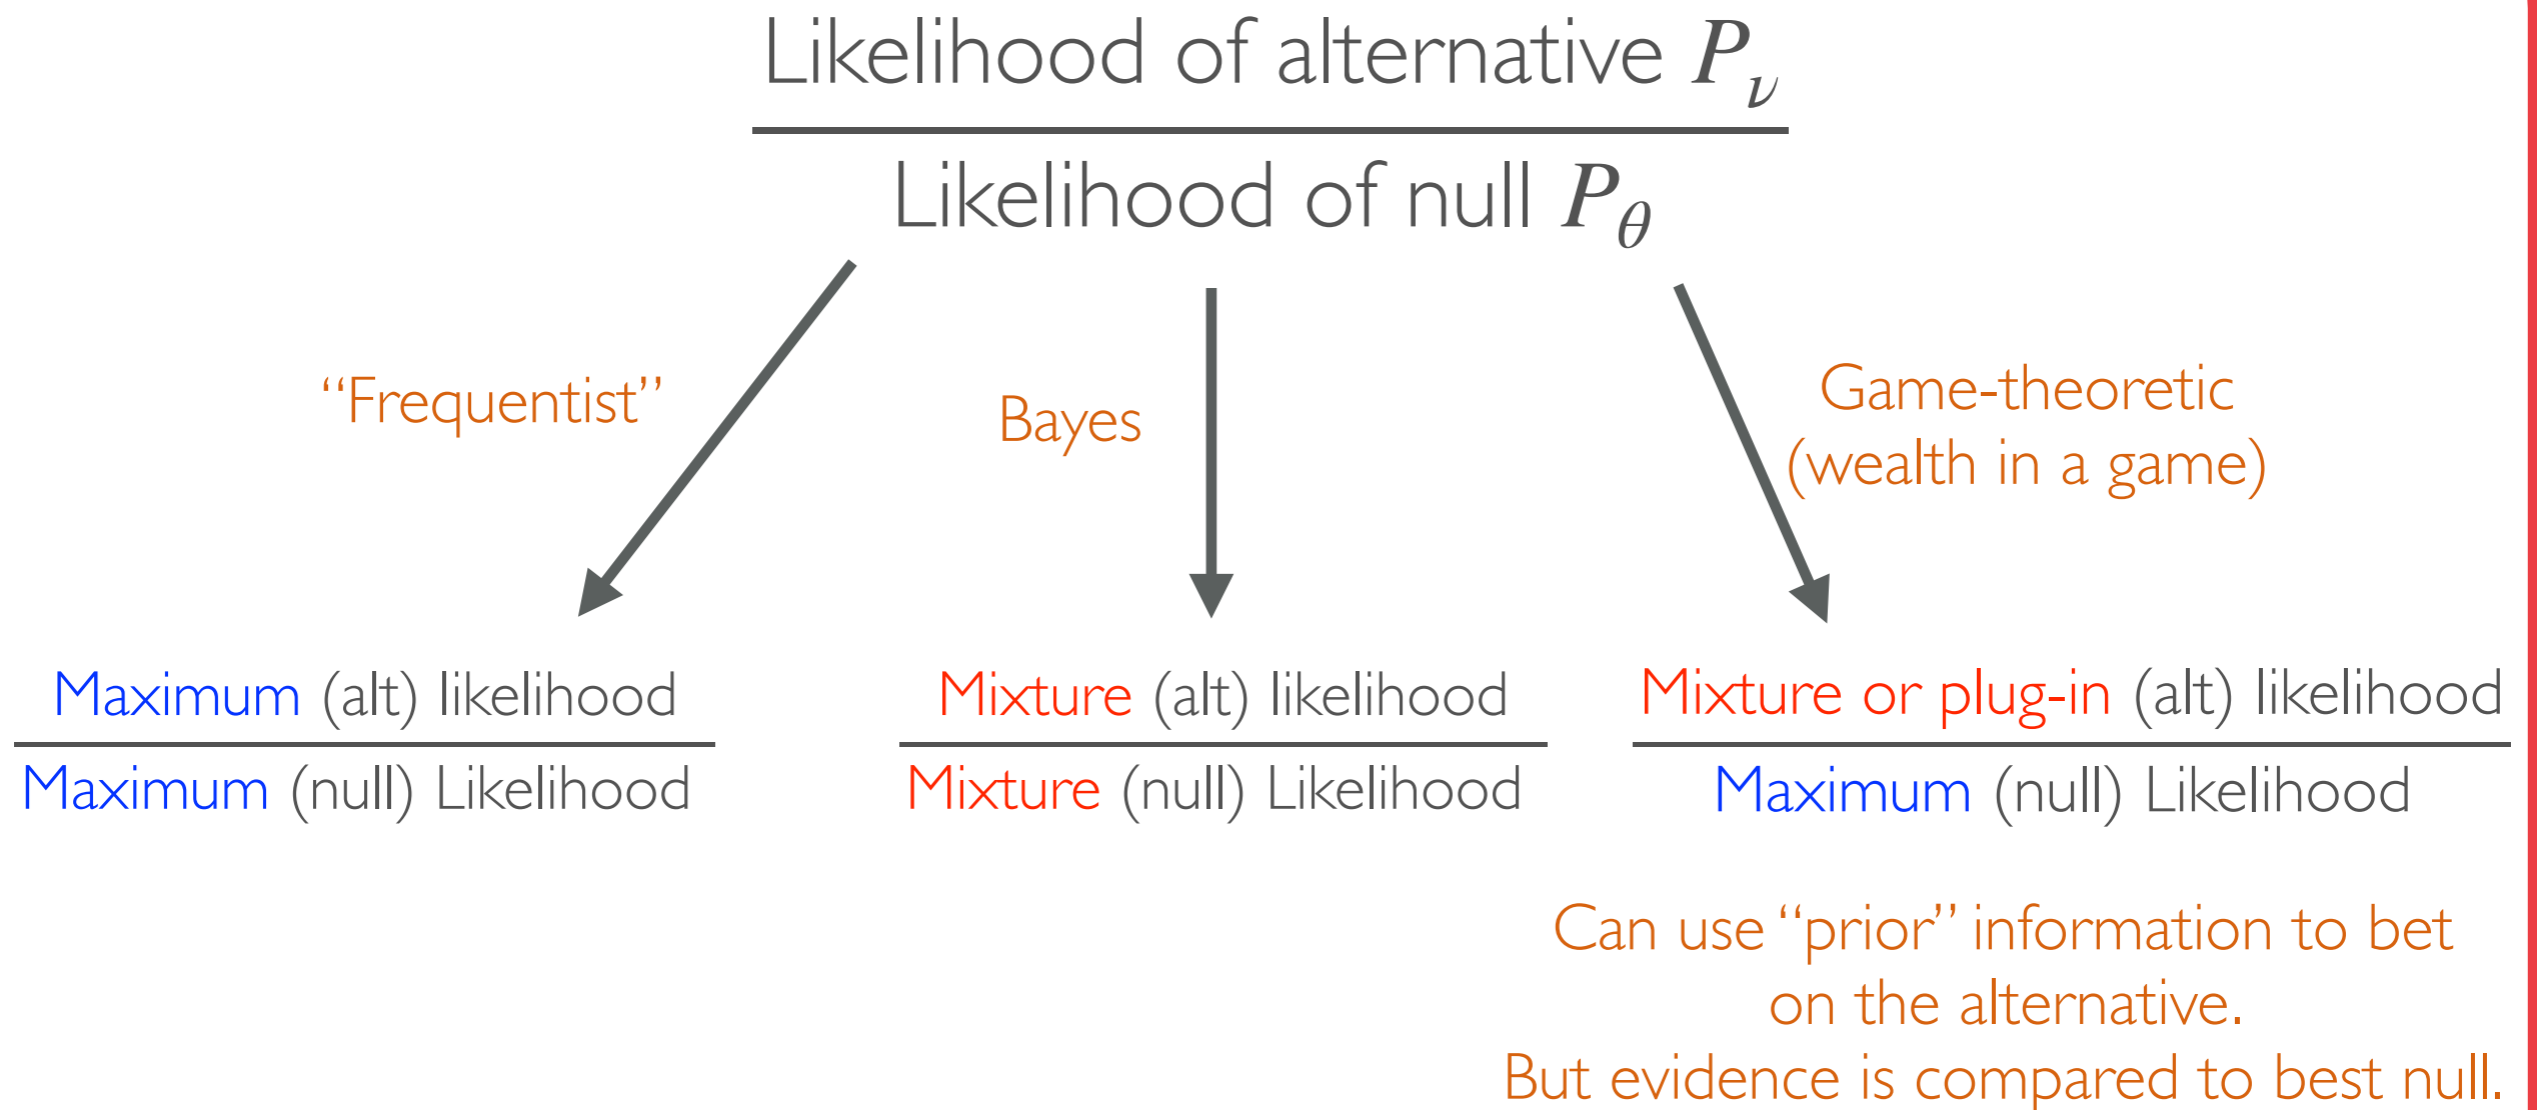 Likelihood of alternative P_ν
Likelihood of null P_θ
“Frequentist”
Bayes
Game-theoretic
(wealth in a game)
Maximum (alt) likelihood
Maximum (null) Likelihood
Mixture (alt) likelihood
Mixture (null) Likelihood
Mixture or plug-in (alt) likelihood
Maximum (null) Likelihood
Can use “prior” information to bet
on the alternative.
But evidence is compared to best null.